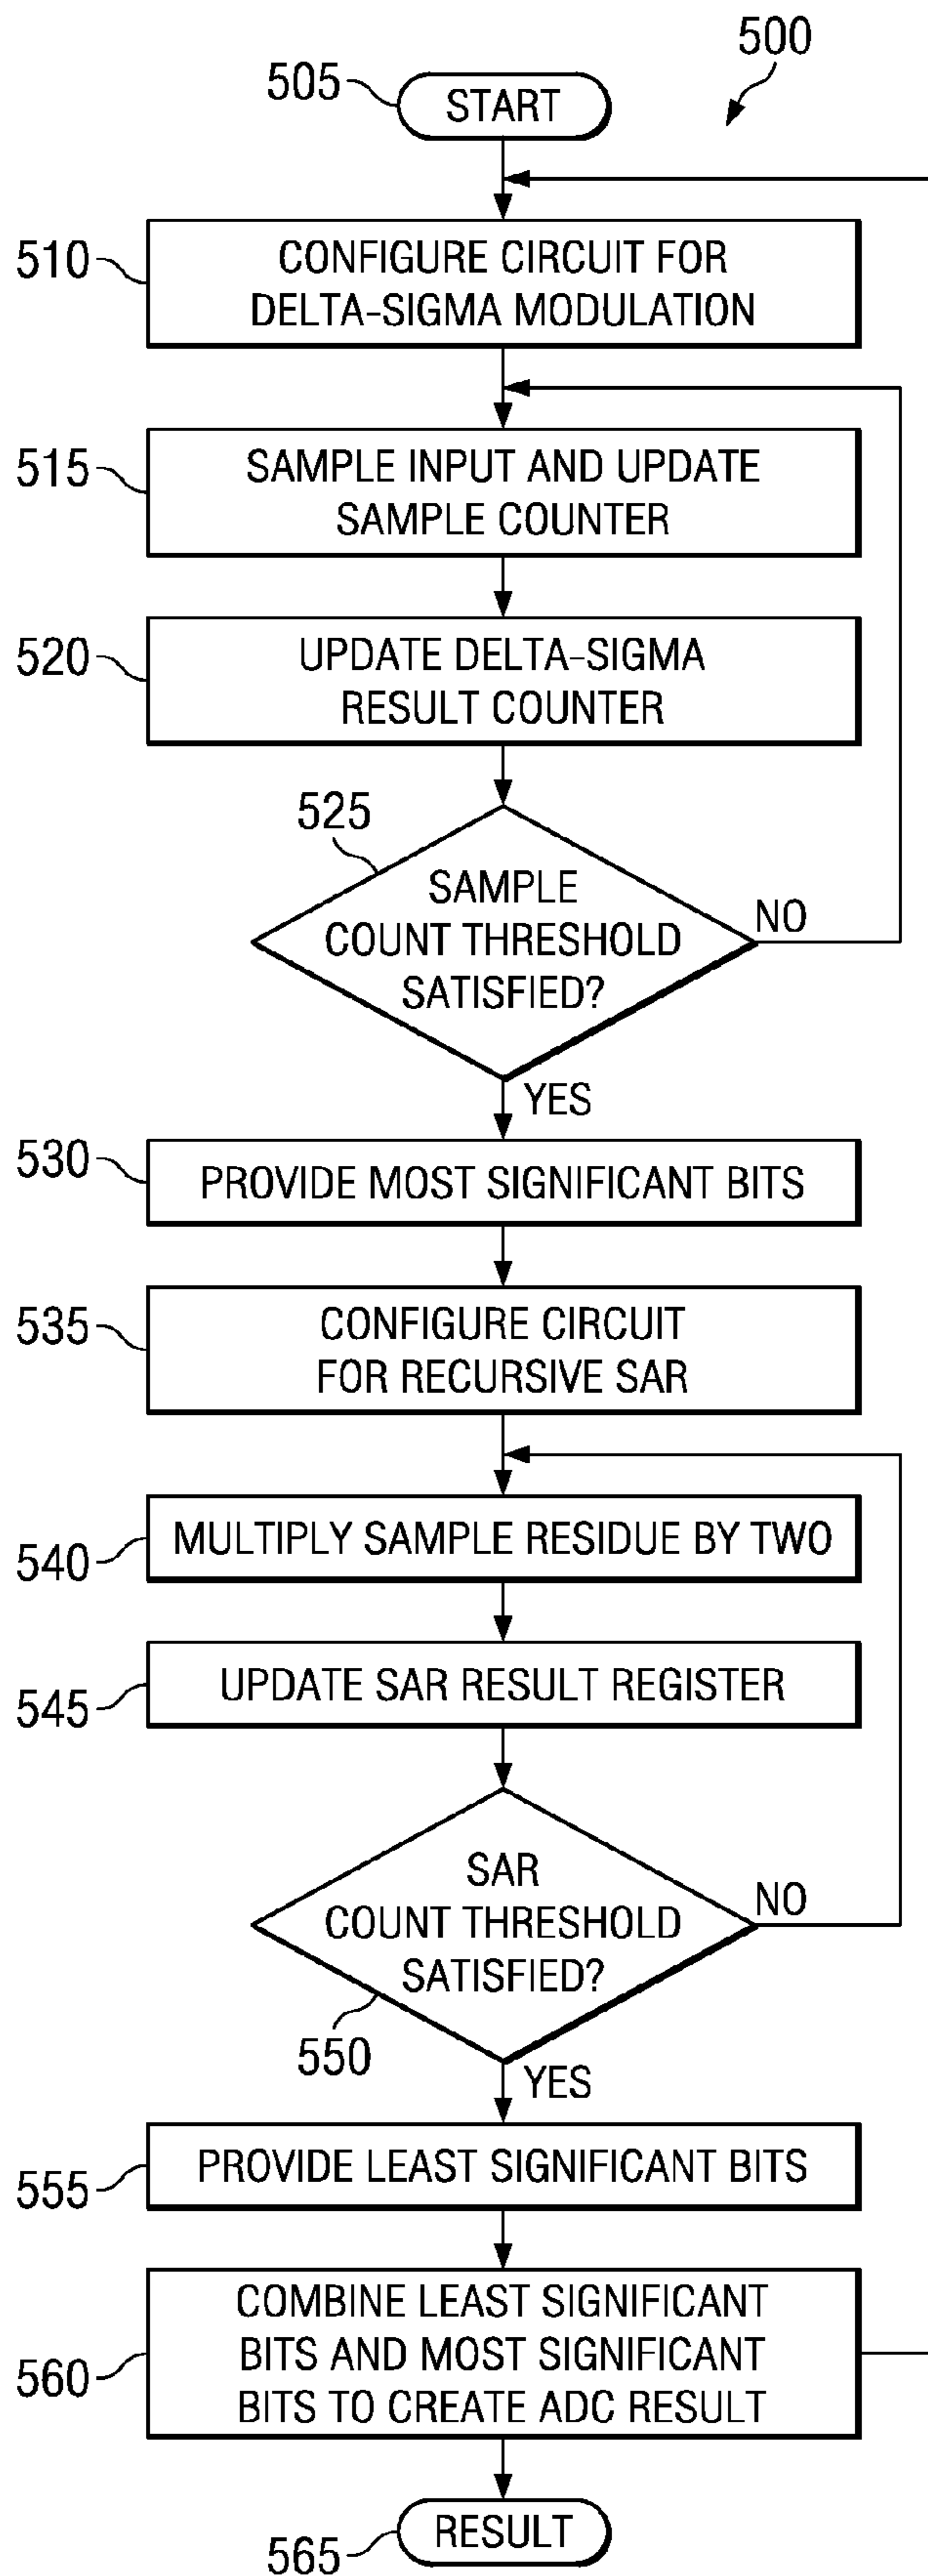 500
505
START
510
CONFIGURE CIRCUIT FOR
DELTA-SIGMA MODULATION
515
SAMPLE INPUT AND UPDATE
SAMPLE COUNTER
520
UPDATE DELTA-SIGMA
RESULT COUNTER
525
SAMPLE
COUNT THRESHOLD
SATISFIED?
NO
YES
530
PROVIDE MOST SIGNIFICANT BITS
535
CONFIGURE CIRCUIT
FOR RECURSIVE SAR
540
MULTIPLY SAMPLE RESIDUE BY TWO
545
UPDATE SAR RESULT REGISTER
SAR
COUNT THRESHOLD
SATISFIED?
NO
550
YES
555
PROVIDE LEAST SIGNIFICANT BITS
560
COMBINE LEAST SIGNIFICANT
BITS AND MOST SIGNIFICANT
BITS TO CREATE ADC RESULT
565
RESULT